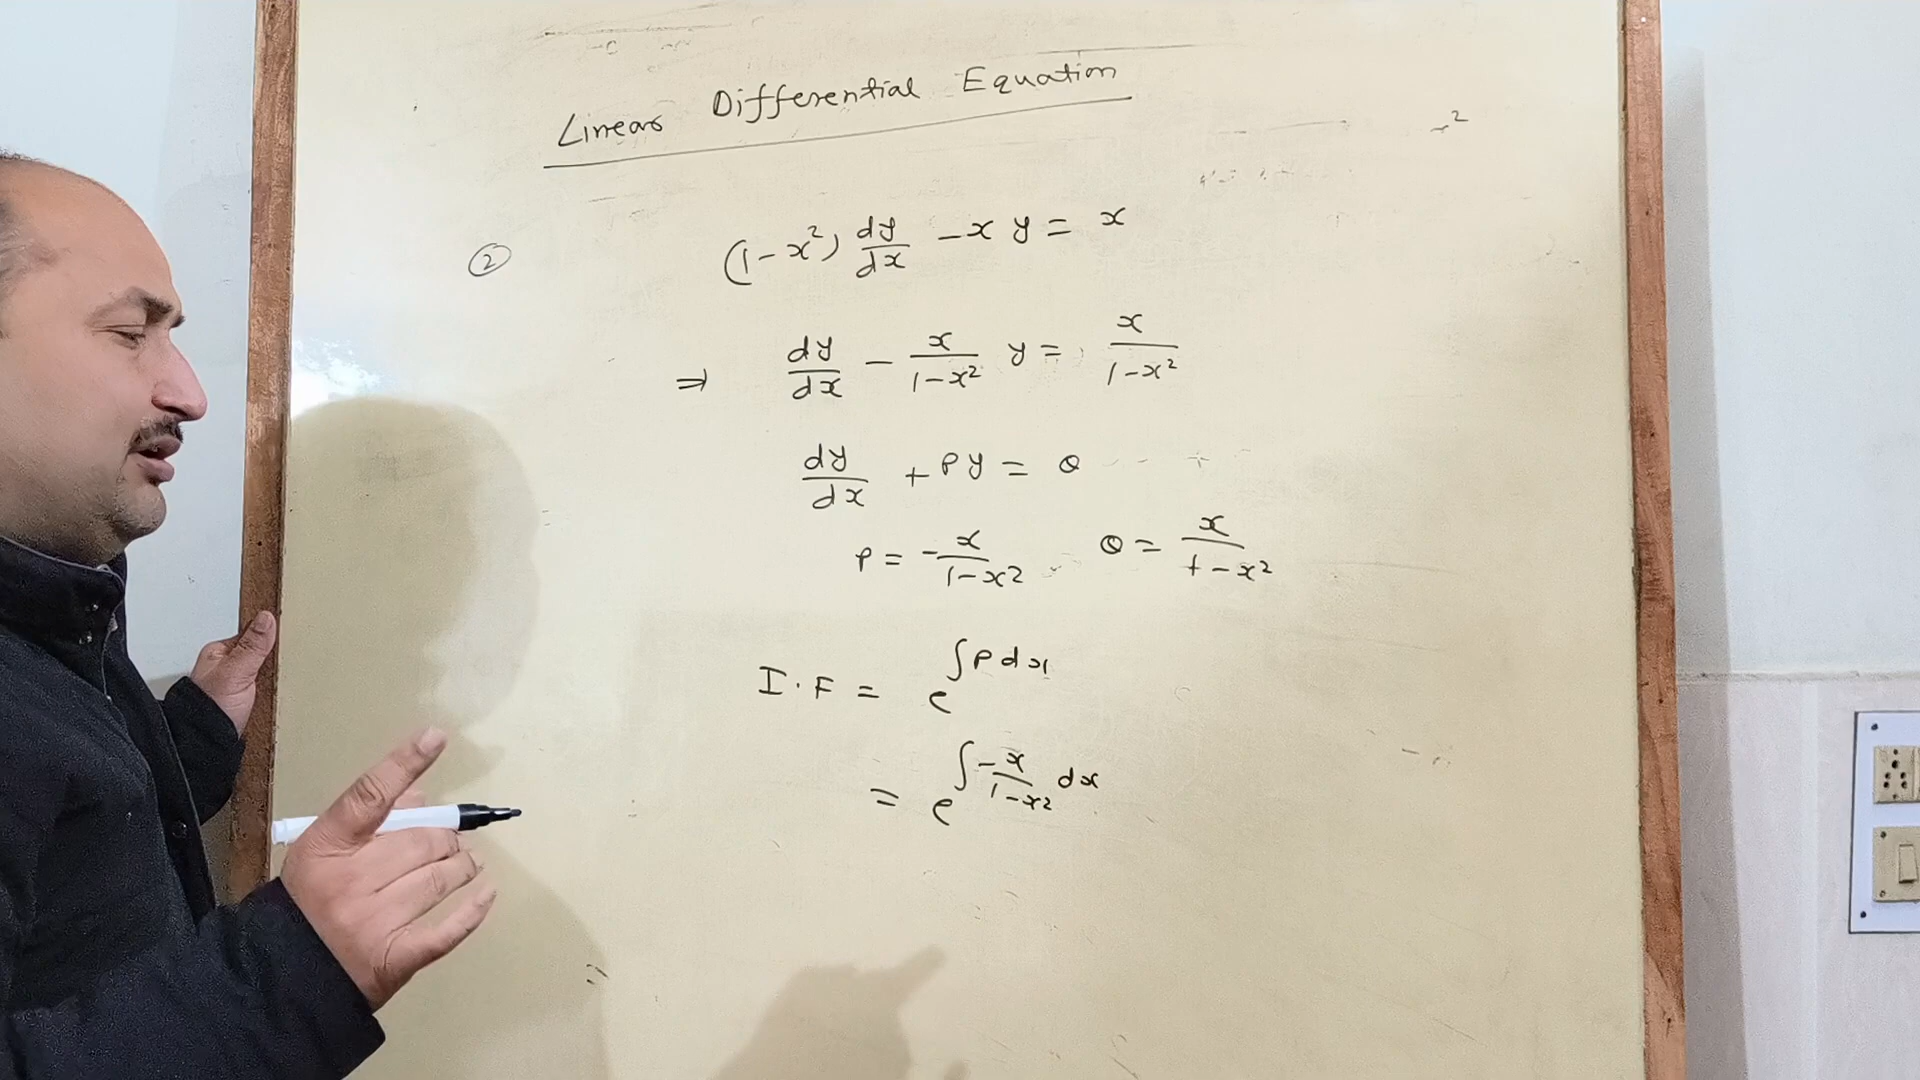 Linear Differential Equation
x²
② (1-x²) dy/dx - x y = x
⇒ dy/dx - x/(1-x²) y = x/(1-x²)
dy/dx + P y = Q
P = -x/(1-x²) Q = x/(1-x²)
I.F = e^∫P dx
= e^∫-x/(1-x²) dx